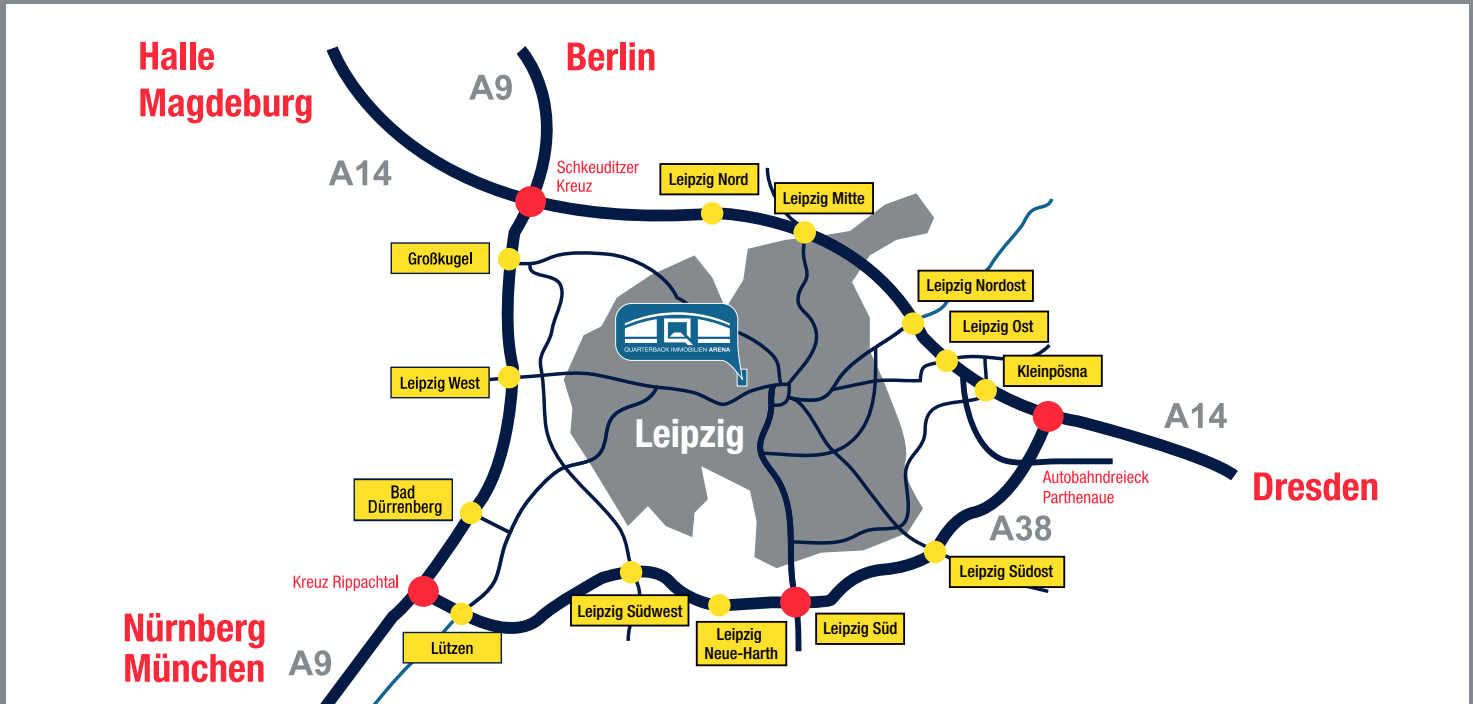 Halle
Magdeburg
Berlin
A9
A14
Schkeuditzer
Kreuz
Leipzig Nord
Leipzig Mitte
Großkugel
Leipzig Nordost
Leipzig Ost
Kleinpösna
QUARTERBACK IMMOBILIEN ARENA
Leipzig West
Leipzig
A14
Dresden
Autobahndreieck
Parthenaue
A38
Bad
Dürrenberg
Leipzig Südost
Kreuz Rippachtal
Leipzig Südwest
Leipzig
Neue-Harth
Leipzig Süd
Lützen
Nürnberg
München
A9